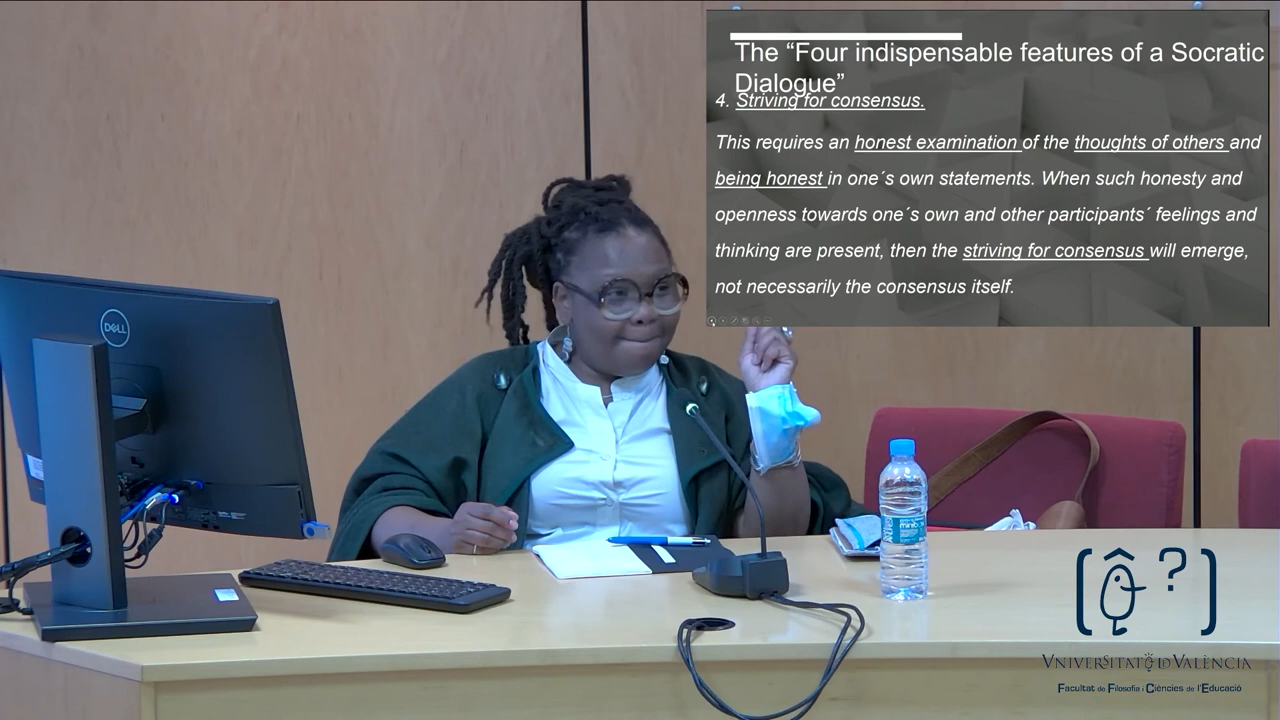 The “Four indispensable features of a Socratic
Dialogue”
4. Striving for consensus.
This requires an honest examination of the thoughts of others and
being honest in one´s own statements. When such honesty and
openness towards one´s own and other participants´ feelings and
thinking are present, then the striving for consensus will emerge,
not necessarily the consensus itself.
DELL
?
VNIVERSITAT ID VALÈNCIA
Facultat de Filosofia i Ciències de l'Educació